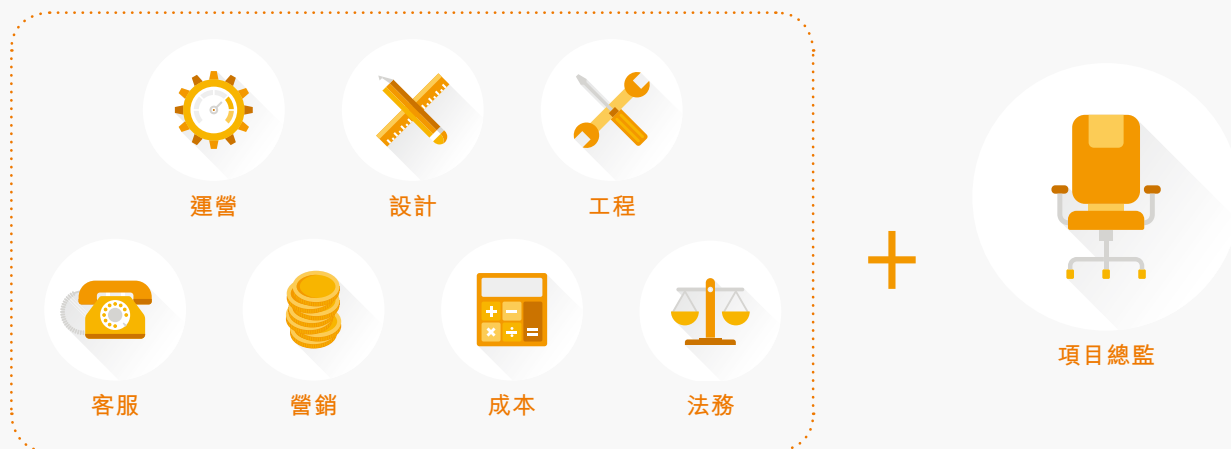 運營
設計
工程
客服
營銷
成本
法務
項目總監